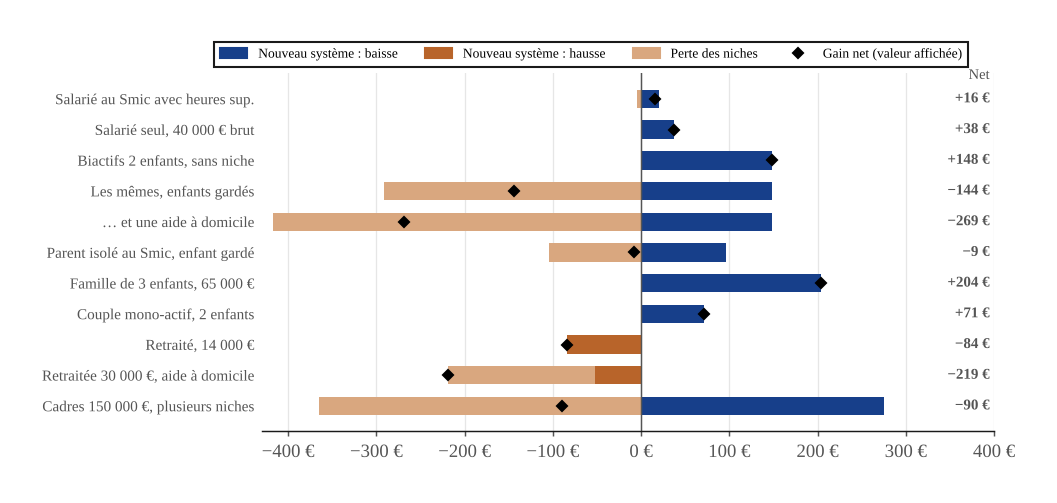 Nouveau système : baisse Nouveau système : hausse Perte des niches Gain net (valeur affichée)
Net
Salarié au Smic avec heures sup. +16 €
Salarié seul, 40 000 € brut +38 €
Biactifs 2 enfants, sans niche +148 €
Les mêmes, enfants gardés −144 €
… et une aide à domicile −269 €
Parent isolé au Smic, enfant gardé −9 €
Famille de 3 enfants, 65 000 € +204 €
Couple mono-actif, 2 enfants +71 €
Retraité, 14 000 € −84 €
Retraitée 30 000 €, aide à domicile −219 €
Cadres 150 000 €, plusieurs niches −90 €
−400 € −300 € −200 € −100 € 0 € 100 € 200 € 300 € 400 €